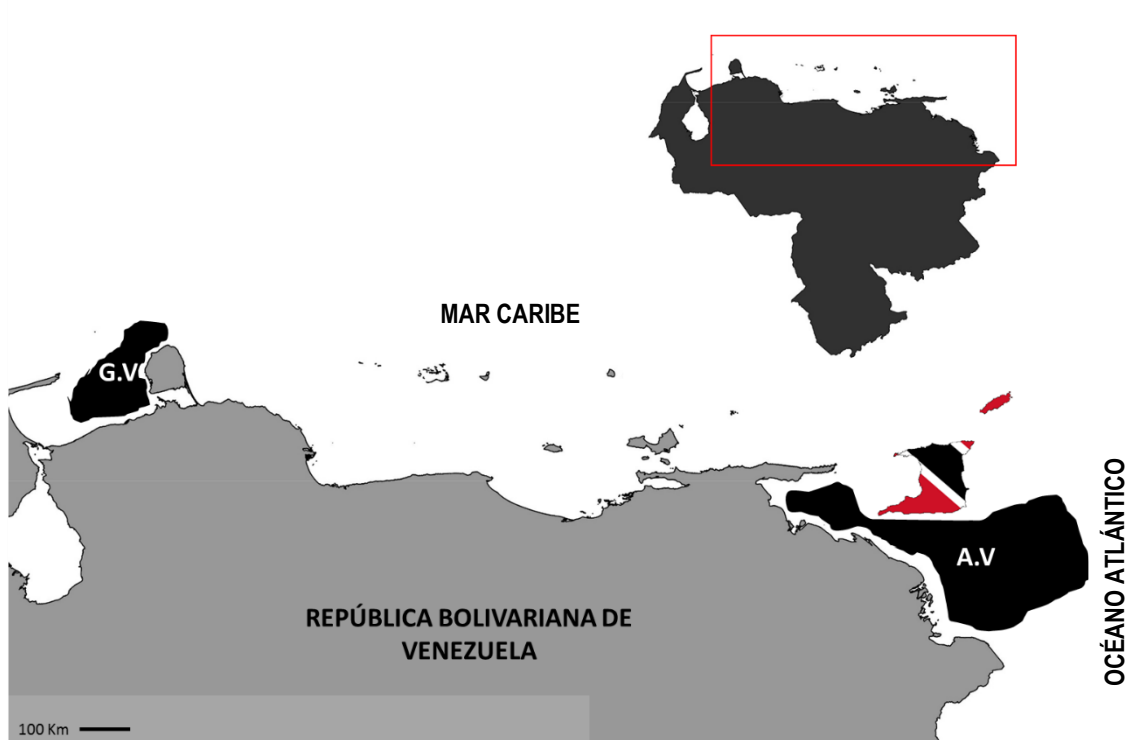 MAR CARIBE
G.V
OCÉANO ATLÁNTICO
A.V
REPÚBLICA BOLIVARIANA DE
VENEZUELA
100 Km